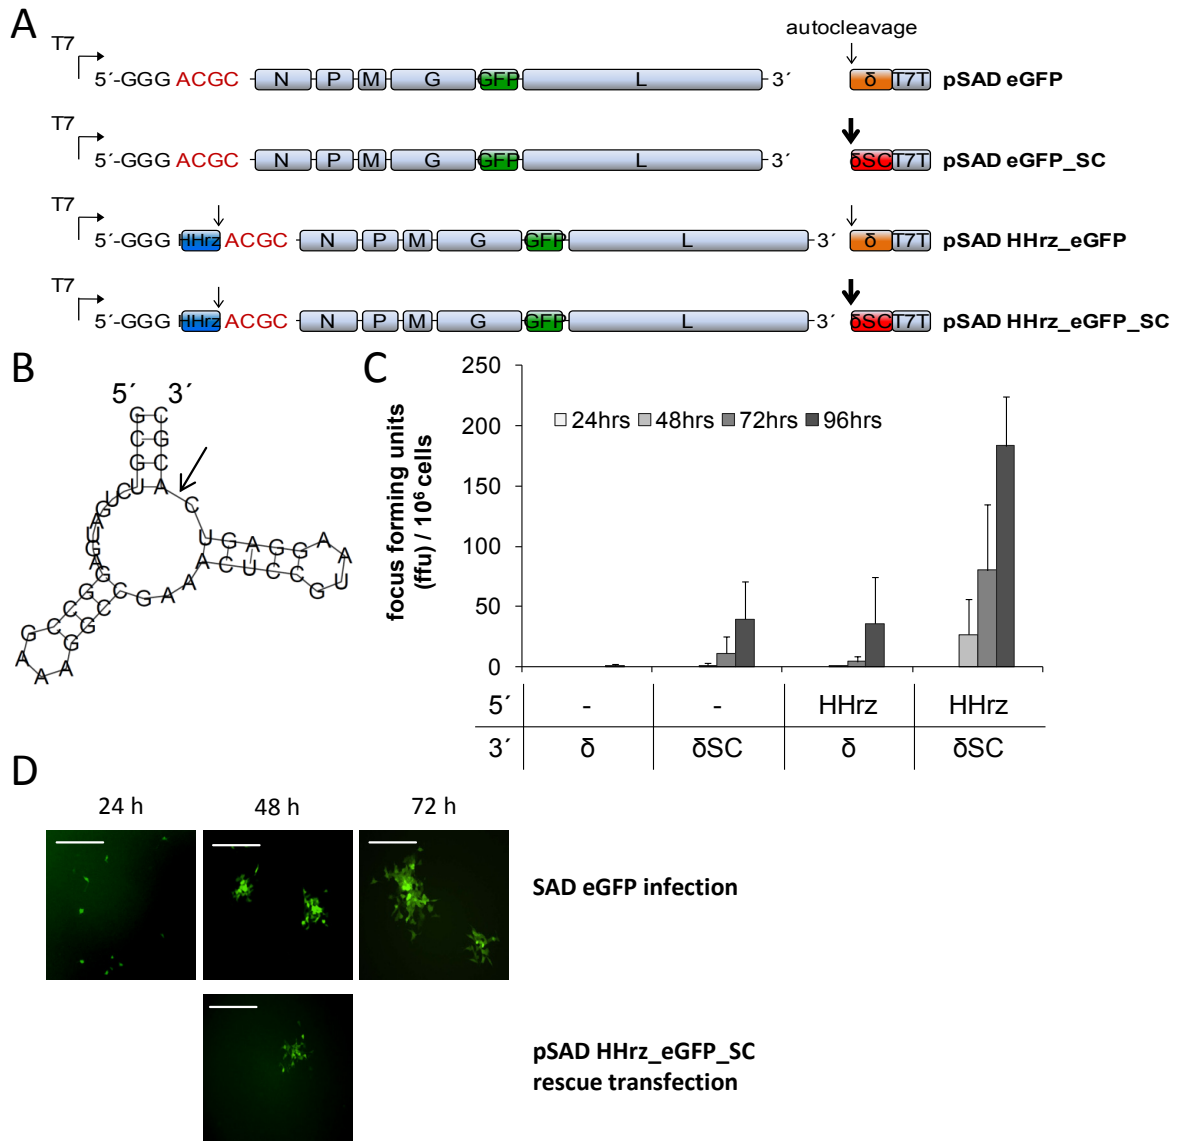 A
T7
autocleavage
5´-GGG ACGC N P M G GFP L 3´ δ T7T pSAD eGFP
T7
5´-GGG ACGC N P M G GFP L 3´ δSC T7T pSAD eGFP_SC
T7
5´-GGG HHrz ACGC N P M G GFP L 3´ δ T7T pSAD HHrz_eGFP
T7
5´-GGG HHrz ACGC N P M G GFP L 3´ δSC T7T pSAD HHrz_eGFP_SC
B
5´ 3´
C
focus forming units
(ffu) / 10⁶ cells
250
200
150
100
50
0
24hrs 48hrs 72hrs 96hrs
5´ - - HHrz HHrz
3´ δ δSC δ δSC
D
24 h 48 h 72 h
SAD eGFP infection
pSAD HHrz_eGFP_SC
rescue transfection